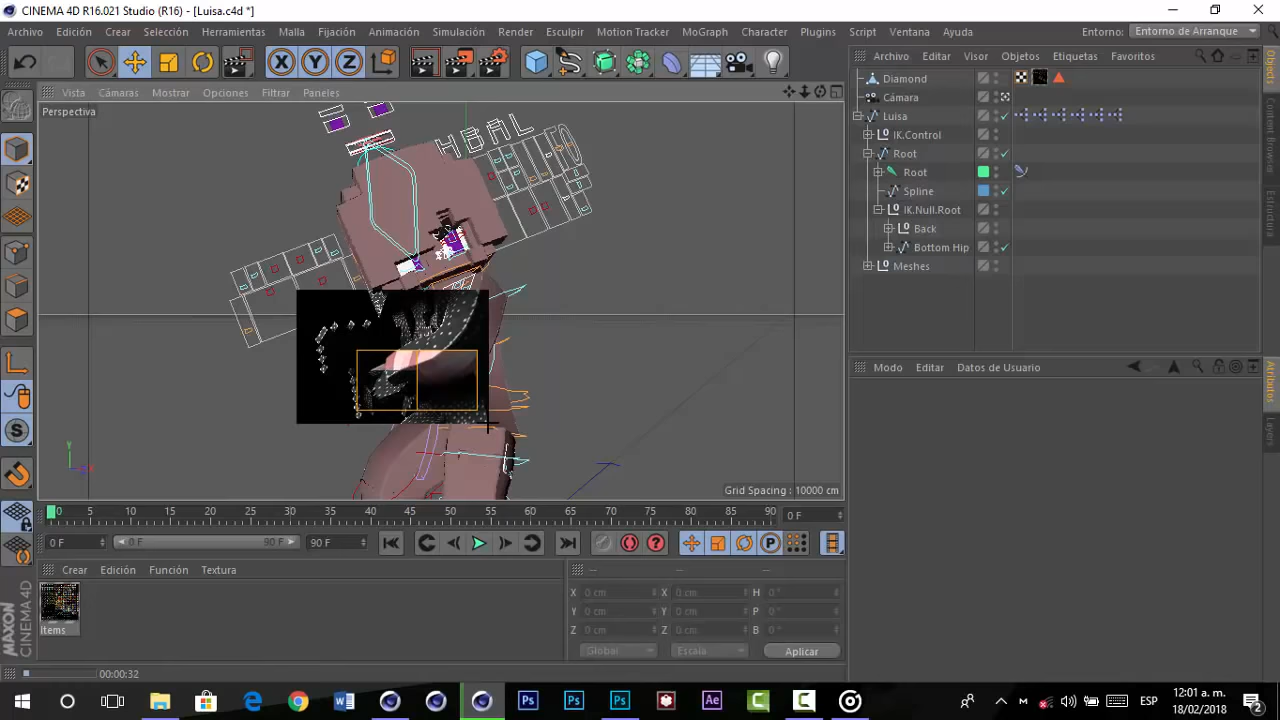 CINEMA 4D R16.021 Studio (R16) - [Luisa.c4d *]
Archivo Edición Crear Selección Herramientas Malla Fijación Animación Simulación Render Esculpir Motion Tracker MoGraph Character Plugins Script Ventana Ayuda Entorno: Entorno de Arranque
X Y Z
Archivo Editar Visor Objetos Etiquetas Favoritos
Vista Cámaras Mostrar Opciones Filtrar Paneles
Perspectiva
Diamond
Cámara
Luisa
IK.Control
Root
Root
Spline
IK.Null.Root
Back
Bottom Hip
Meshes
Objects
Content Browser
Modo Editar Datos de Usuario
Atributos
Layers
Y
Grid Spacing : 10000 cm
0 5 10 15 20 25 30 35 40 45 50 55 60 65 70 75 80 85 90 0 F
0 F 0 F 90 F 90 F
Crear Edición Función Textura
Items
-- -- --
X 0 cm X 0 cm H 0 °
Y 0 cm Y 0 cm P 0 °
Z 0 cm Z 0 cm B 0 °
Global Escala Aplicar
MAXON
CINEMA 4D
00:00:32
ESP
12:01 a. m.
18/02/2018
2